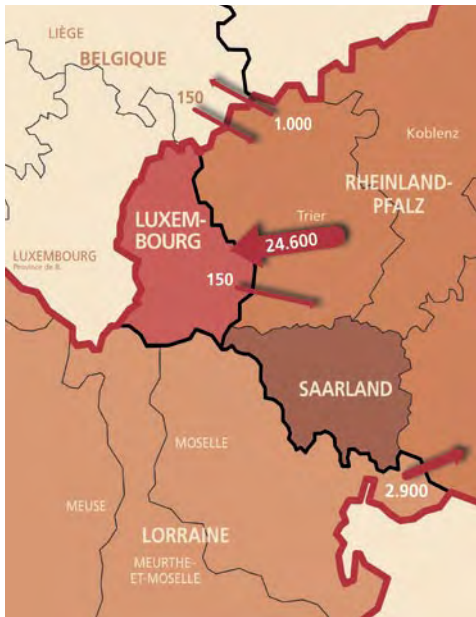 LIÈGE
BELGIQUE
150
1.000
Koblenz
RHEINLAND-
PFALZ
LUXEM-
BOURG
Trier
24.600
LUXEMBOURG
Province de B.
150
SAARLAND
MOSELLE
2.900
MEUSE
LORRAINE
MEURTHE-
ET-MOSELLE